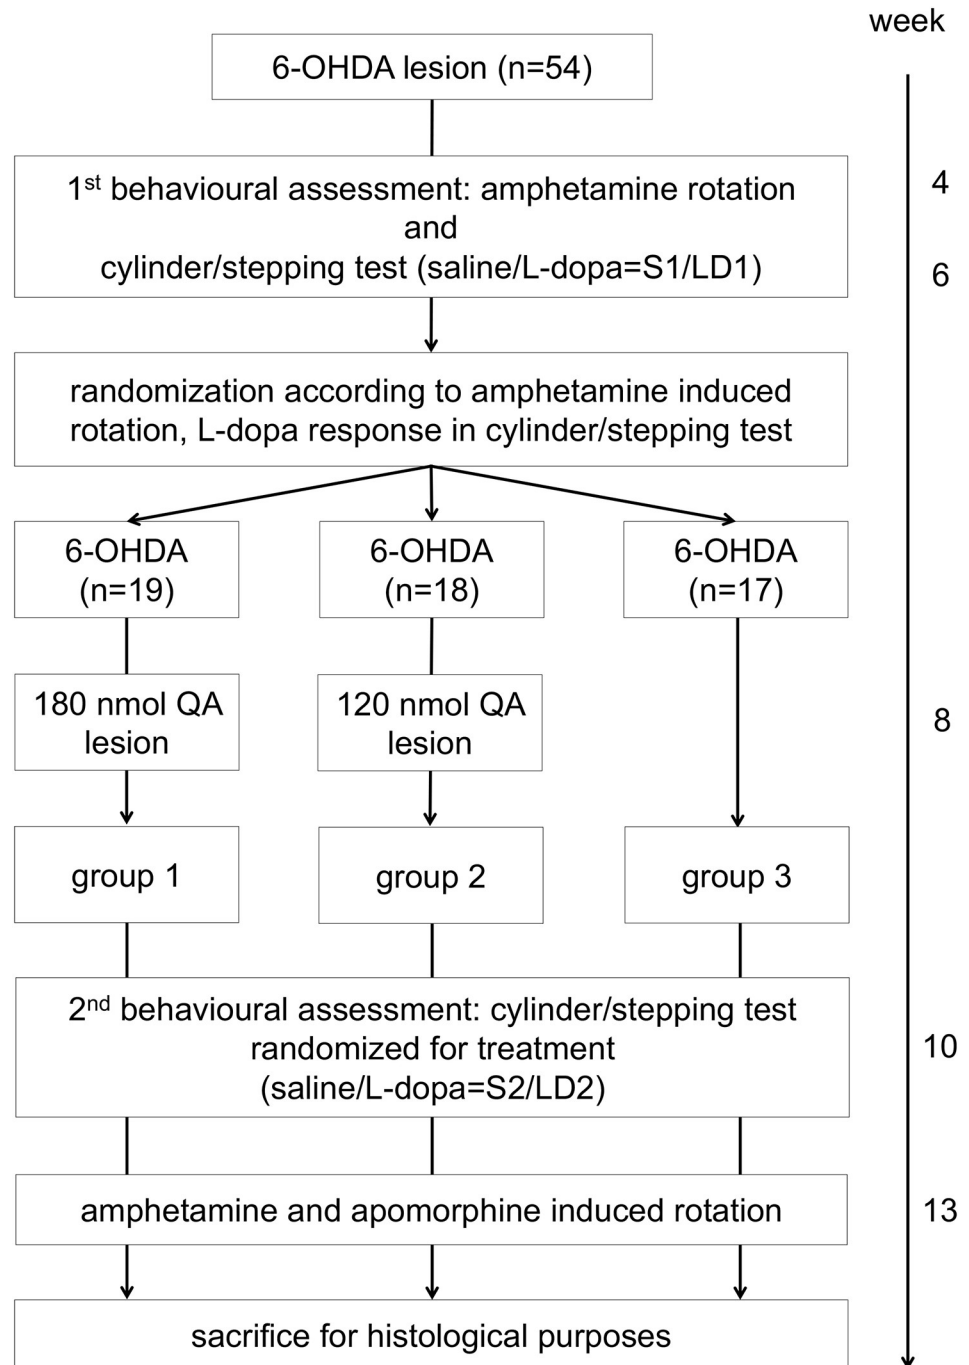 week
6-OHDA lesion (n=54)
1st behavioural assessment: amphetamine rotation
4
and
cylinder/stepping test (saline/L-dopa=S1/LD1)
6
randomization according to amphetamine induced
rotation, L-dopa response in cylinder/stepping test
6-OHDA
(n=19)
6-OHDA
(n=18)
6-OHDA
(n=17)
180 nmol QA
lesion
120 nmol QA
lesion
8
group 1
group 2
group 3
2nd behavioural assessment: cylinder/stepping test
randomized for treatment
(saline/L-dopa=S2/LD2)
10
amphetamine and apomorphine induced rotation
13
sacrifice for histological purposes